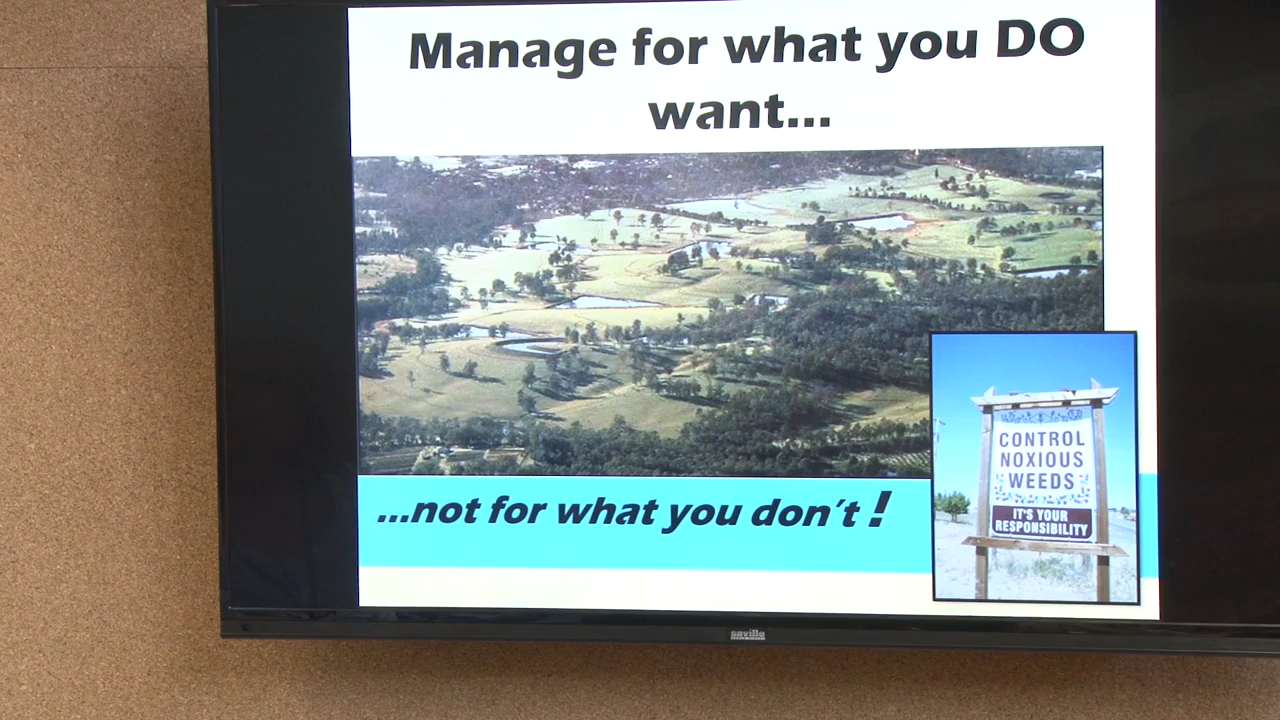 Manage for what you DO
want...
...not for what you don't !
CONTROL
NOXIOUS
WEEDS
IT'S YOUR
RESPONSIBILITY
saville